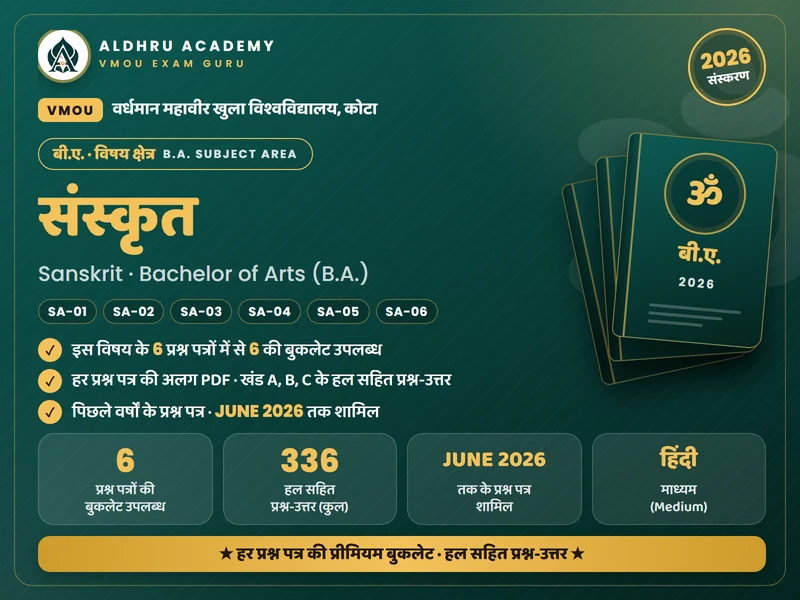 ALDHRU ACADEMY
VMOU EXAM GURU
2026
संस्करण
VMOU वर्धमान महावीर खुला विश्वविद्यालय, कोटा
बी.ए. · विषय क्षेत्र B.A. SUBJECT AREA
संस्कृत
Sanskrit · Bachelor of Arts (B.A.)
SA-01 SA-02 SA-03 SA-04 SA-05 SA-06
ॐ
बी.ए.
2026
✓ इस विषय के 6 प्रश्न पत्रों में से 6 की बुकलेट उपलब्ध
✓ हर प्रश्न पत्र की अलग PDF · खंड A, B, C के हल सहित प्रश्न-उत्तर
✓ पिछले वर्षों के प्रश्न पत्र · JUNE 2026 तक शामिल
6
प्रश्न पत्रों की
बुकलेट उपलब्ध
336
हल सहित
प्रश्न-उत्तर (कुल)
JUNE 2026
तक के प्रश्न पत्र
शामिल
हिंदी
माध्यम
(Medium)
★ हर प्रश्न पत्र की प्रीमियम बुकलेट · हल सहित प्रश्न-उत्तर ★